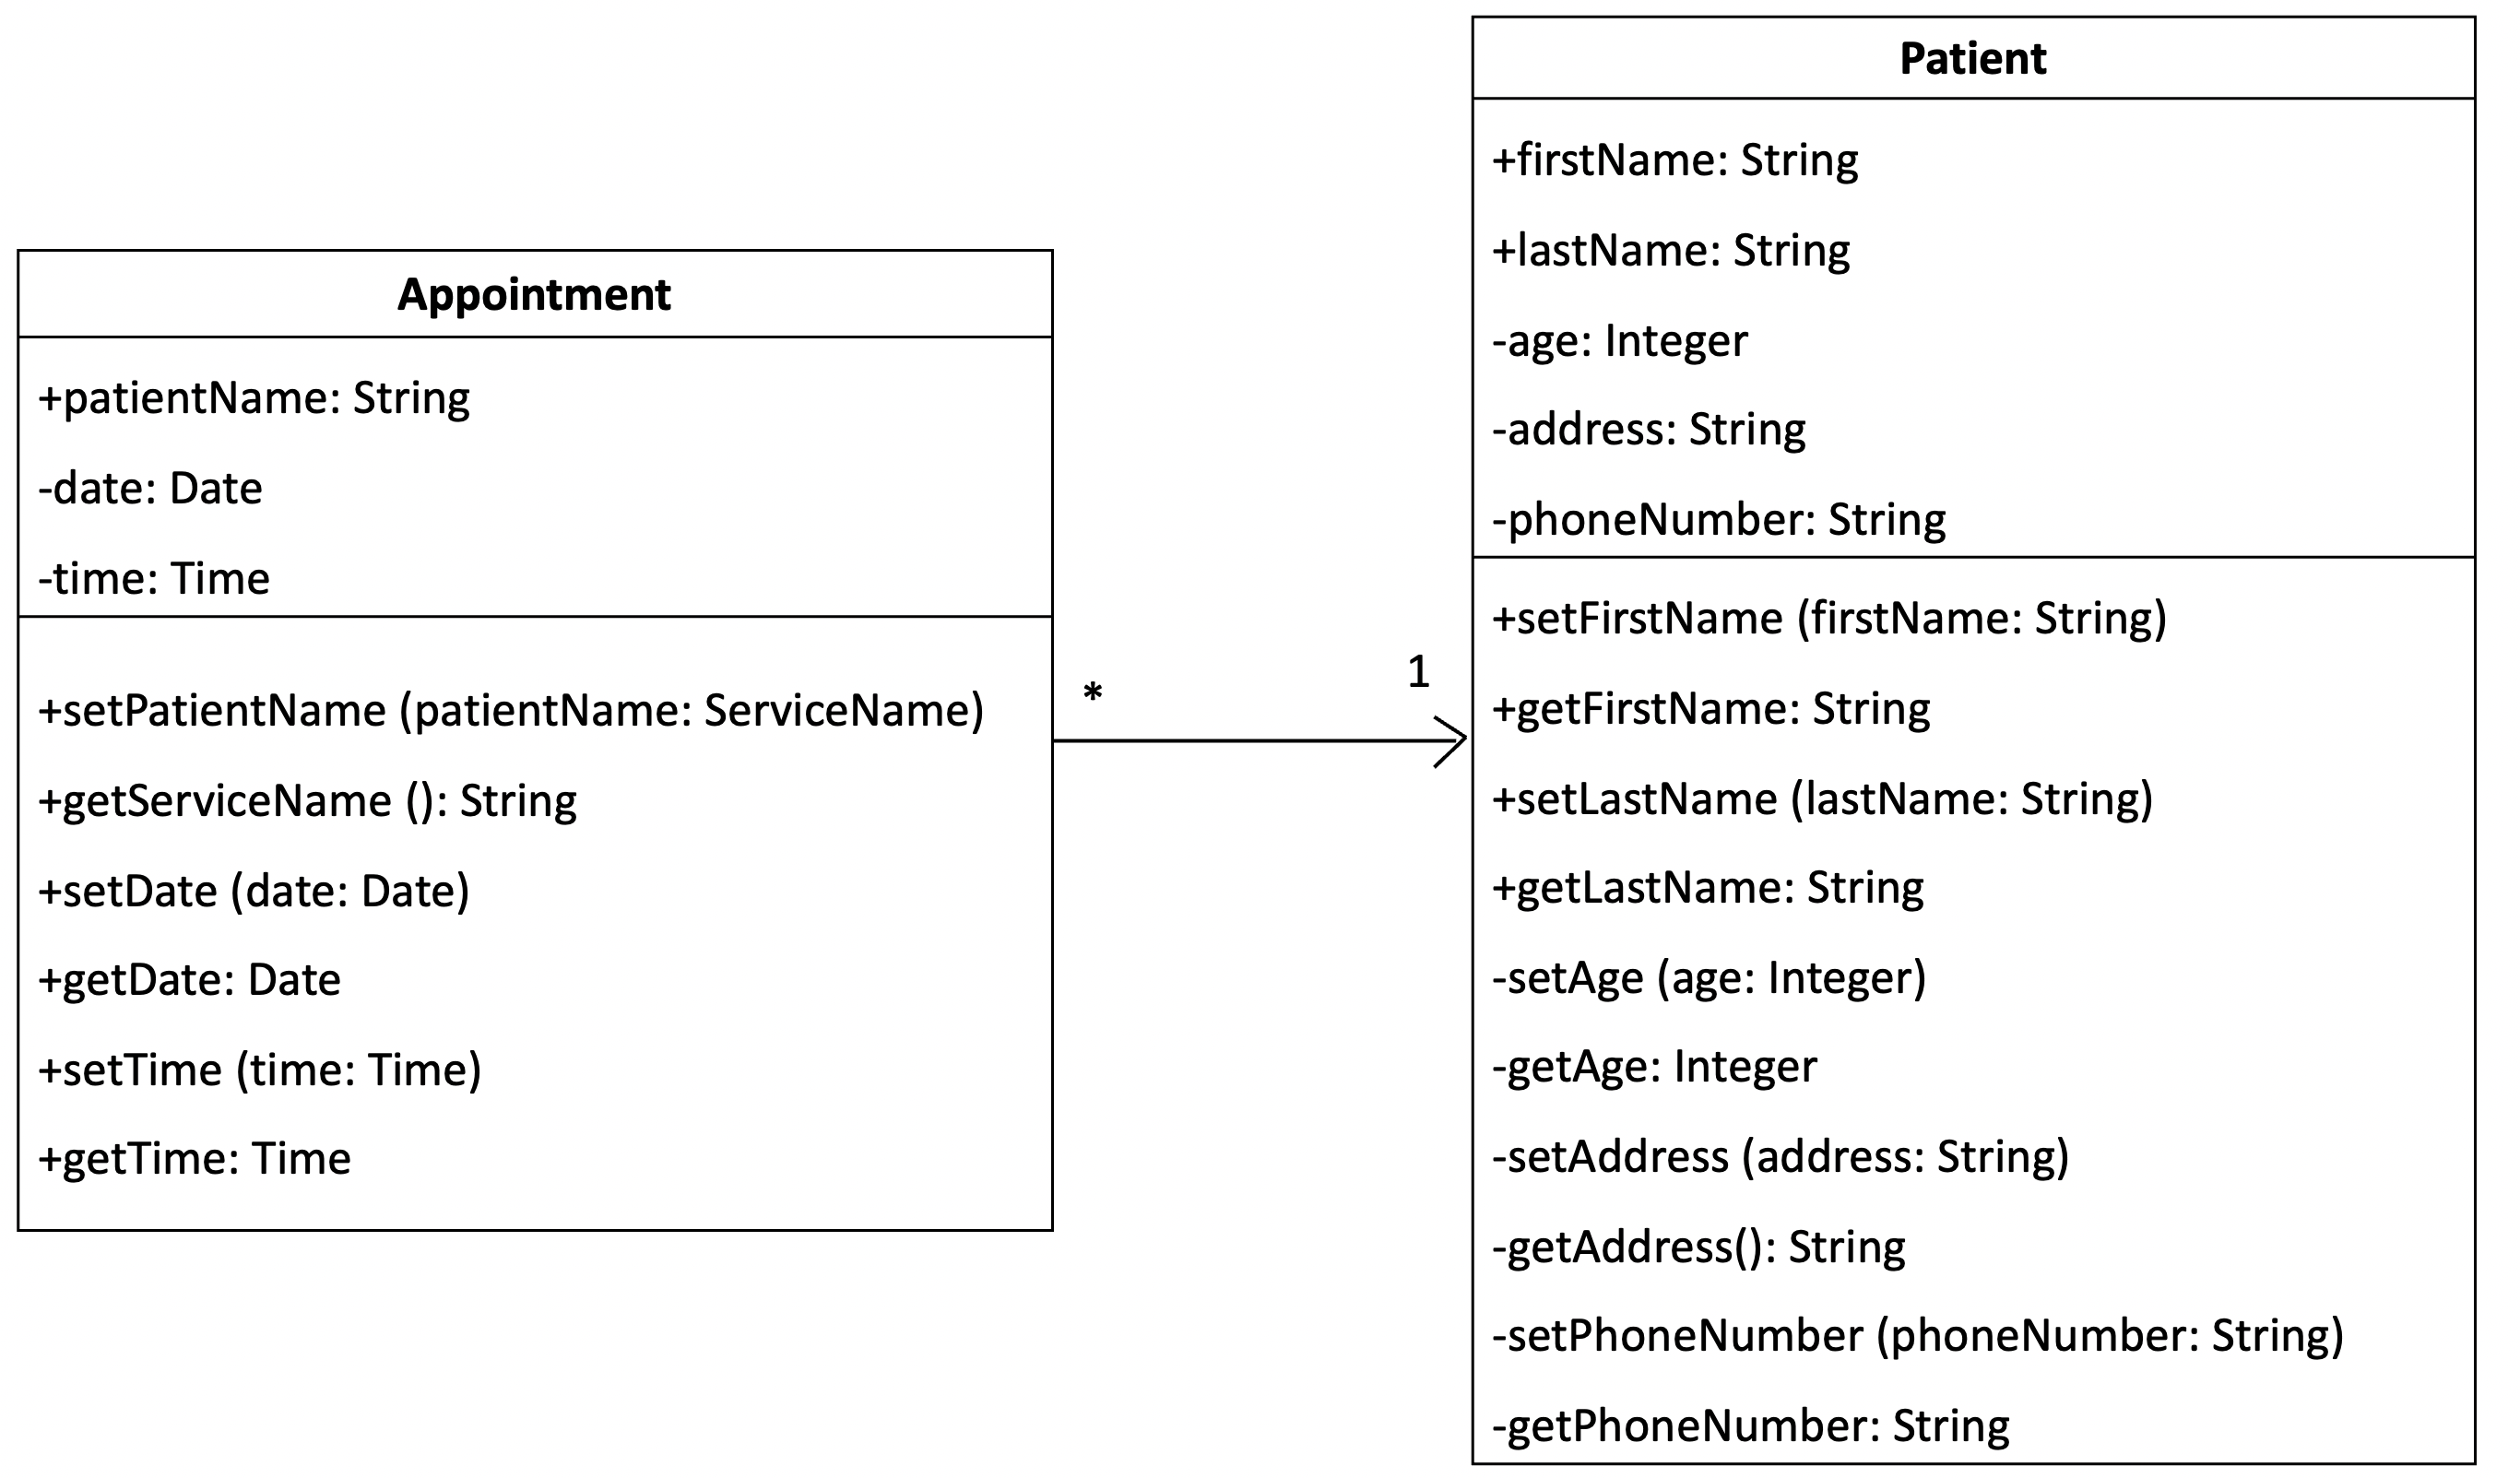 Appointment
+patientName: String
-date: Date
-time: Time
+setPatientName (patientName: ServiceName)
+getServiceName (): String
+setDate (date: Date)
+getDate: Date
+setTime (time: Time)
+getTime: Time
*
1
Patient
+firstName: String
+lastName: String
-age: Integer
-address: String
-phoneNumber: String
+setFirstName (firstName: String)
+getFirstName: String
+setLastName (lastName: String)
+getLastName: String
-setAge (age: Integer)
-getAge: Integer
-setAddress (address: String)
-getAddress(): String
-setPhoneNumber (phoneNumber: String)
-getPhoneNumber: String